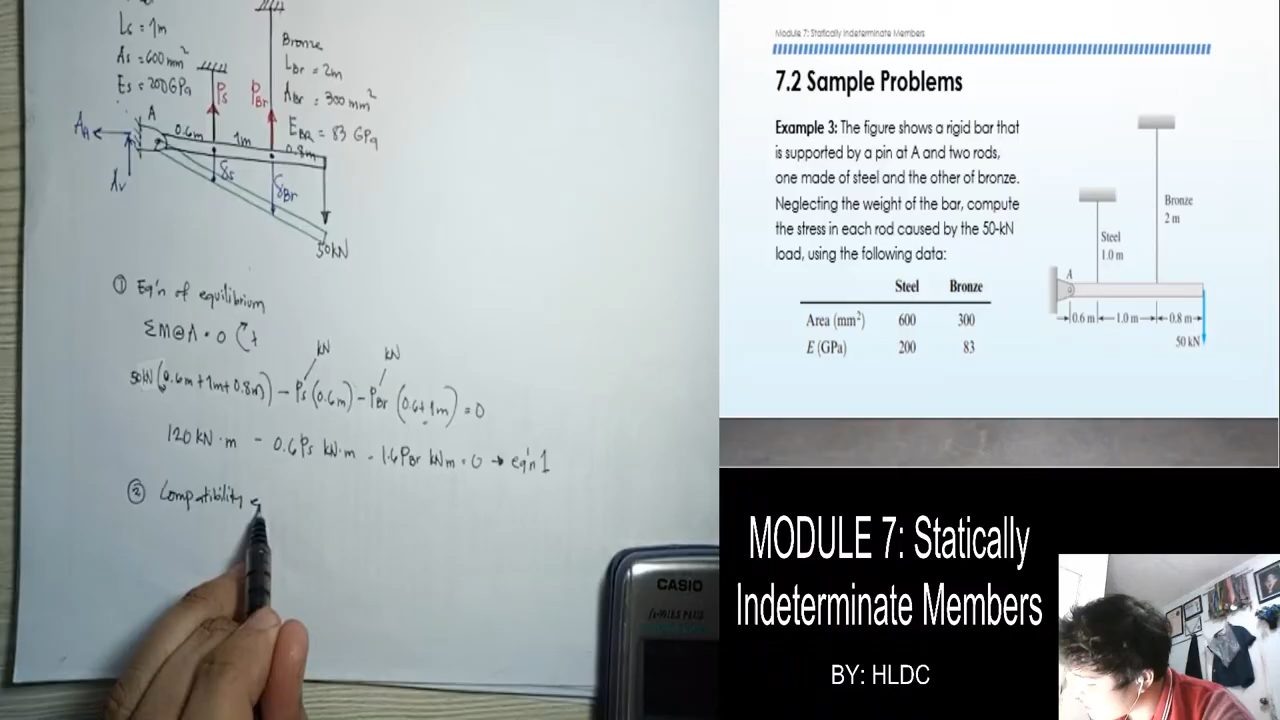 Ls = 1m
As = 600 mm²
Es = 200 GPa
Bronze
LBr = 2m
ABr = 300 mm²
EBR = 83 GPa
Ps
PBr
A
AH
Av
0.6m
1m
0.8m
δs
δBr
50kN
① Eq'n of equilibrium
ΣM@A = 0 +
kN
kN
50kN(0.6m+1m+0.8m) - Ps(0.6m) - PBr(0.6+1m) = 0
120 kN·m - 0.6Ps kN·m - 1.6PBr kNm = 0 → eq'n 1
② Compatibility
CASIO
Module 7: Statically Indeterminate Members
7.2 Sample Problems
Example 3: The figure shows a rigid bar that
is supported by a pin at A and two rods,
one made of steel and the other of bronze.
Neglecting the weight of the bar, compute
the stress in each rod caused by the 50-kN
load, using the following data:
Steel Bronze
Area (mm²) 600 300
E (GPa) 200 83
Bronze
2 m
Steel
1.0 m
A
0.6 m 1.0 m 0.8 m
50 kN
MODULE 7: Statically
Indeterminate Members
BY: HLDC